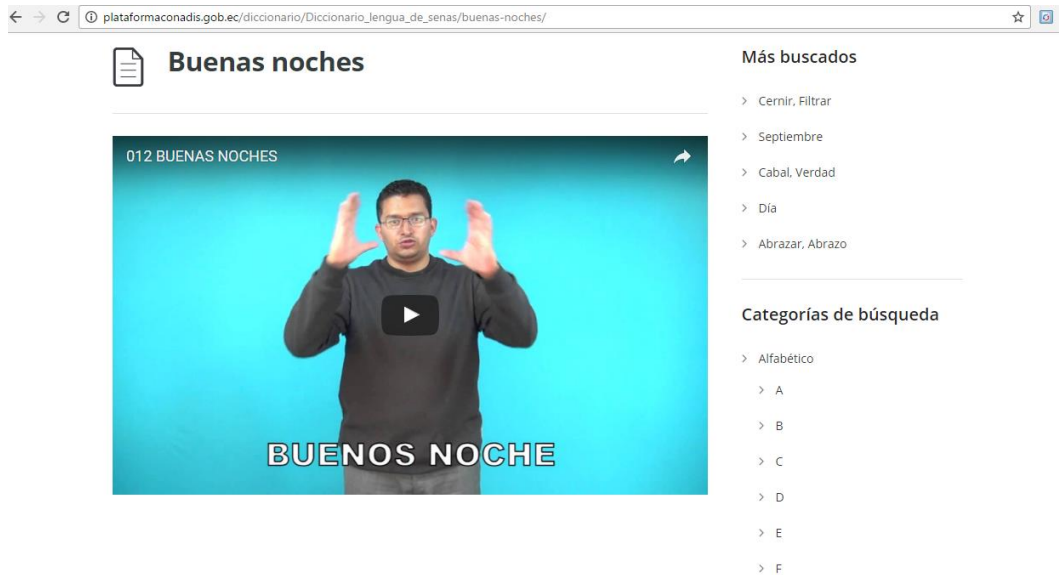 plataformaconadis.gob.ec/diccionario/Diccionario_lengua_de_senas/buenas-noches/
Buenas noches
012 BUENAS NOCHES
BUENOS NOCHE
Más buscados
Cernir, Filtrar
Septiembre
Cabal, Verdad
Día
Abrazar, Abrazo
Categorías de búsqueda
Alfabético
A
B
C
D
E
F